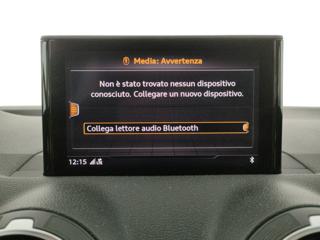 Media: Avvertenza
Non è stato trovato nessun dispositivo
conosciuto. Collegare un nuovo dispositivo.
Collega lettore audio Bluetooth
12:15